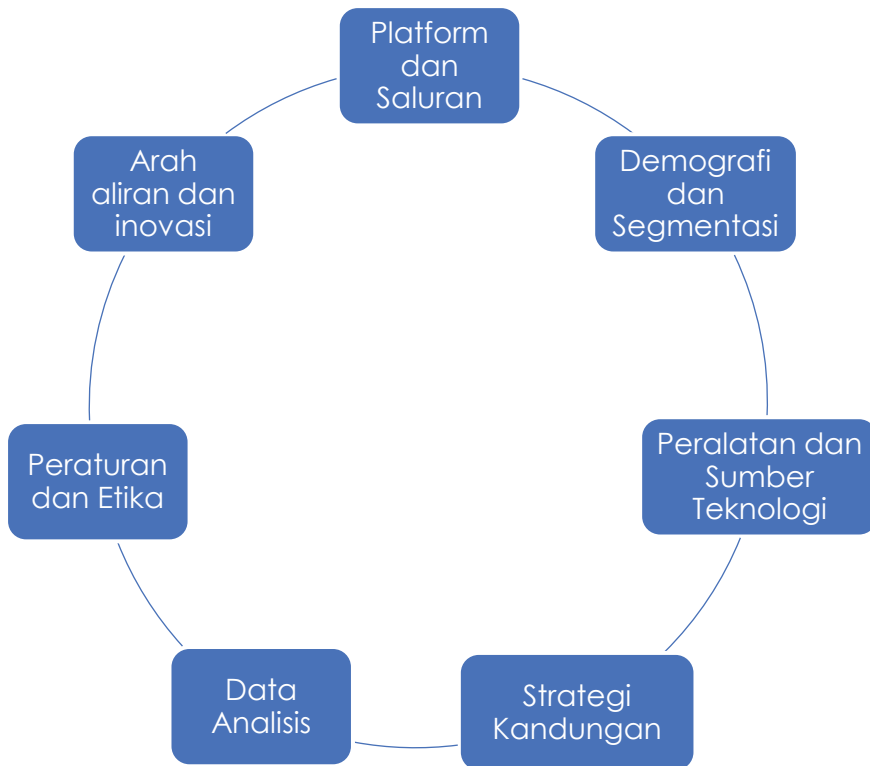 Platform
dan
Saluran
Demografi
dan
Segmentasi
Peralatan dan
Sumber
Teknologi
Strategi
Kandungan
Data
Analisis
Peraturan
dan Etika
Arah
aliran dan
inovasi